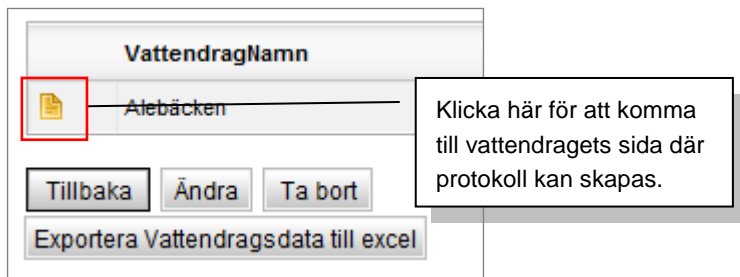 VattendragNamn
Alebäcken
Klicka här för att komma
till vattendragets sida där
protokoll kan skapas.
Tillbaka Ändra Ta bort
Exportera Vattendragsdata till excel